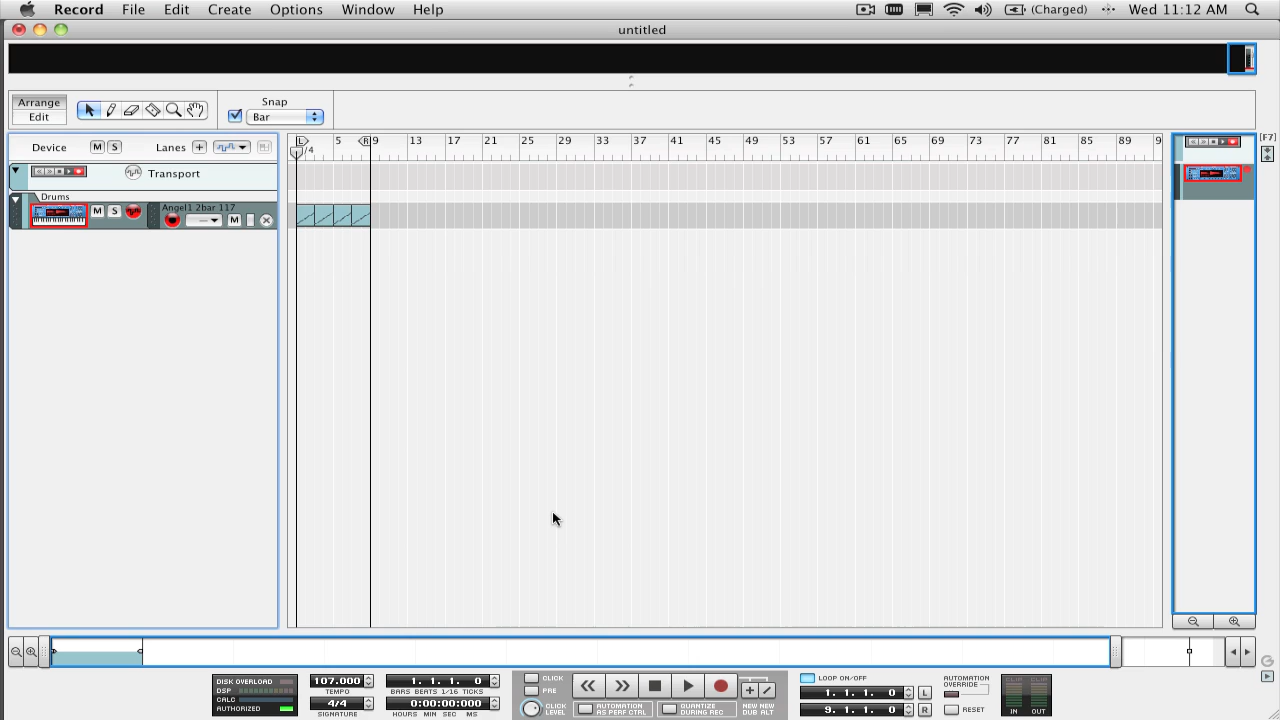 Record File Edit Create Options Window Help (Charged) Wed 11:12 AM
untitled
Arrange
Edit
Snap
Bar
Device M S Lanes +
L R
/4 5 9 13 17 21 25 29 33 37 41 45 49 53 57 61 65 69 73 77 81 85 89 9
[F7]
Transport
Drums
M S Angel1 2bar 117
M
DISK OVERLOAD
DSP
CALC
AUTHORIZED
107.000
TEMPO
4/4
SIGNATURE
1. 1. 1. 0
BARS BEATS 1/16 TICKS
0:00:00:000
HOURS MIN SEC MS
CLICK
PRE
CLICK
LEVEL
AUTOMATION
AS PERF CTRL
QUANTIZE
DURING REC
NEW NEW
DUB ALT
LOOP ON/OFF
1. 1. 1. 0 L
9. 1. 1. 0 R
AUTOMATION
OVERRIDE
RESET
CLIP CLIP
IN OUT